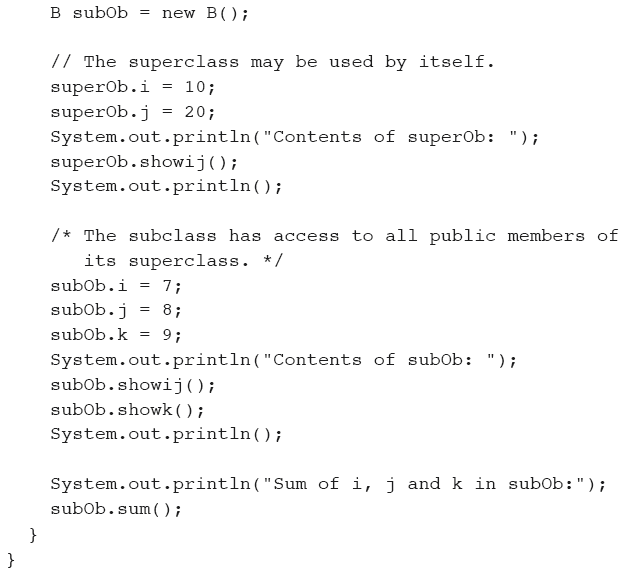 B subOb = new B();
// The superclass may be used by itself.
superOb.i = 10;
superOb.j = 20;
System.out.println("Contents of superOb: ");
superOb.showij();
System.out.println();
/* The subclass has access to all public members of
its superclass. */
subOb.i = 7;
subOb.j = 8;
subOb.k = 9;
System.out.println("Contents of subOb: ");
subOb.showij();
subOb.showk();
System.out.println();
System.out.println("Sum of i, j and k in subOb:");
subOb.sum();
}
}